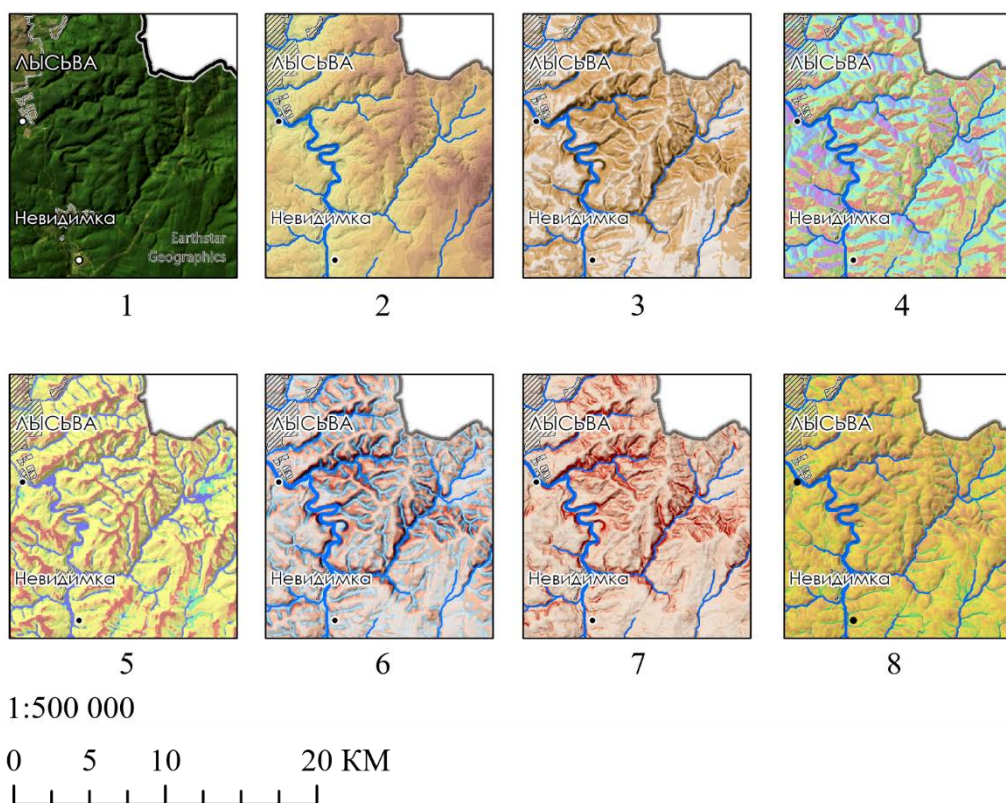 ЛЫСЬВА
Невидимка
Earthstar
Geographics
1
ЛЫСЬВА
Невидимка
2
ЛЫСЬВА
Невидимка
3
ЛЫСЬВА
Невидимка
4
ЛЫСЬВА
Невидимка
5
ЛЫСЬВА
Невидимка
6
ЛЫСЬВА
Невидимка
7
ЛЫСЬВА
Невидимка
8
1:500 000
0 5 10 20 КМ